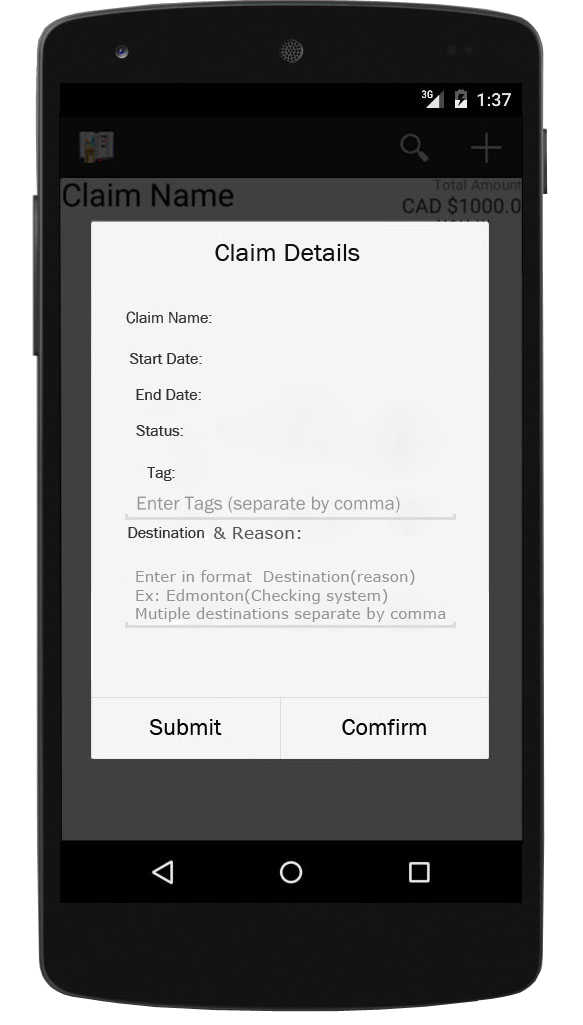 3G 1:37
Claim Name
Total Amount
CAD $1000.0
Claim Details
Claim Name:
Start Date:
End Date:
Status:
Tag:
Enter Tags (separate by comma)
Destination & Reason:
Enter in format Destination(reason)
Ex: Edmonton(Checking system)
Mutiple destinations separate by comma
Submit Comfirm